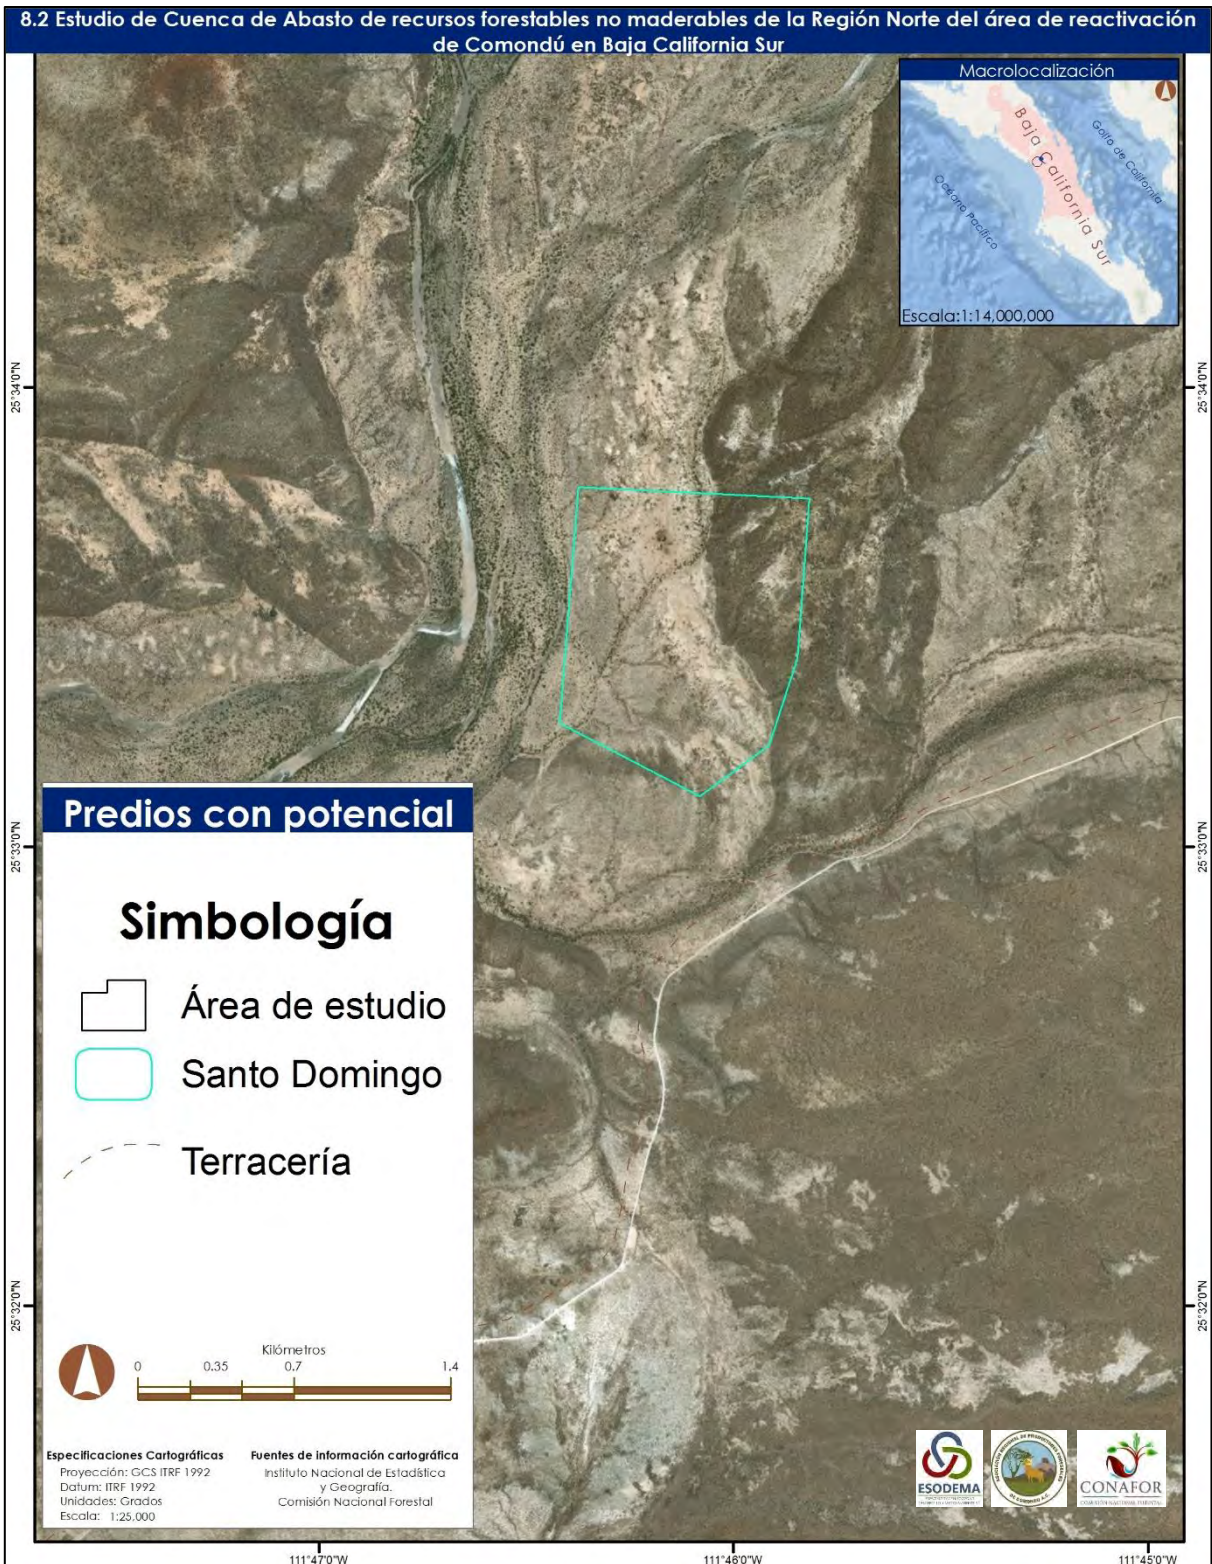 8.2 Estudio de Cuenca de Abasto de recursos forestables no maderables de la Región Norte del área de reactivación
de Comondú en Baja California Sur
Macrolocalización
Baja California Sur
Golfo de California
Océano Pacífico
Escala:1:14,000,000
25°34'0"N
25°34'0"N
25°33'0"N
25°33'0"N
25°32'0"N
25°32'0"N
Predios con potencial
Simbología
Área de estudio
Santo Domingo
Terracería
Kilómetros
0 0.35 0.7 1.4
Especificaciones Cartográficas
Proyección: GCS ITRF 1992
Datum: ITRF 1992
Unidades: Grados
Escala: 1:25,000
Fuentes de información cartográfica
Instituto Nacional de Estadística
y Geografía.
Comisión Nacional Forestal
ESODEMA
DE COMONDÚ A.C.
CONAFOR
COMISIÓN NACIONAL FORESTAL
111°47'0"W
111°46'0"W
111°45'0"W